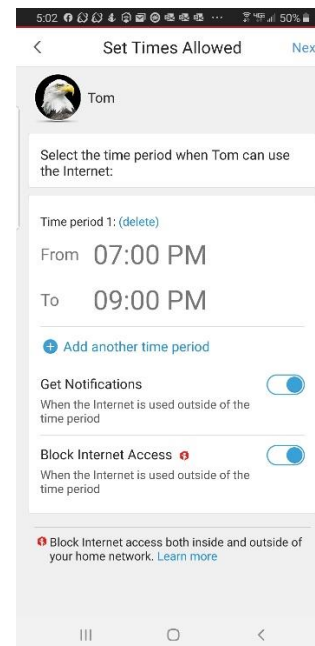 5:02 ... 50%
Set Times Allowed Nex
Tom
Select the time period when Tom can use
the Internet:
Time period 1: (delete)
From 07:00 PM
To 09:00 PM
Add another time period
Get Notifications
When the Internet is used outside of the
time period
Block Internet Access
When the Internet is used outside of the
time period
Block Internet access both inside and outside of
your home network. Learn more